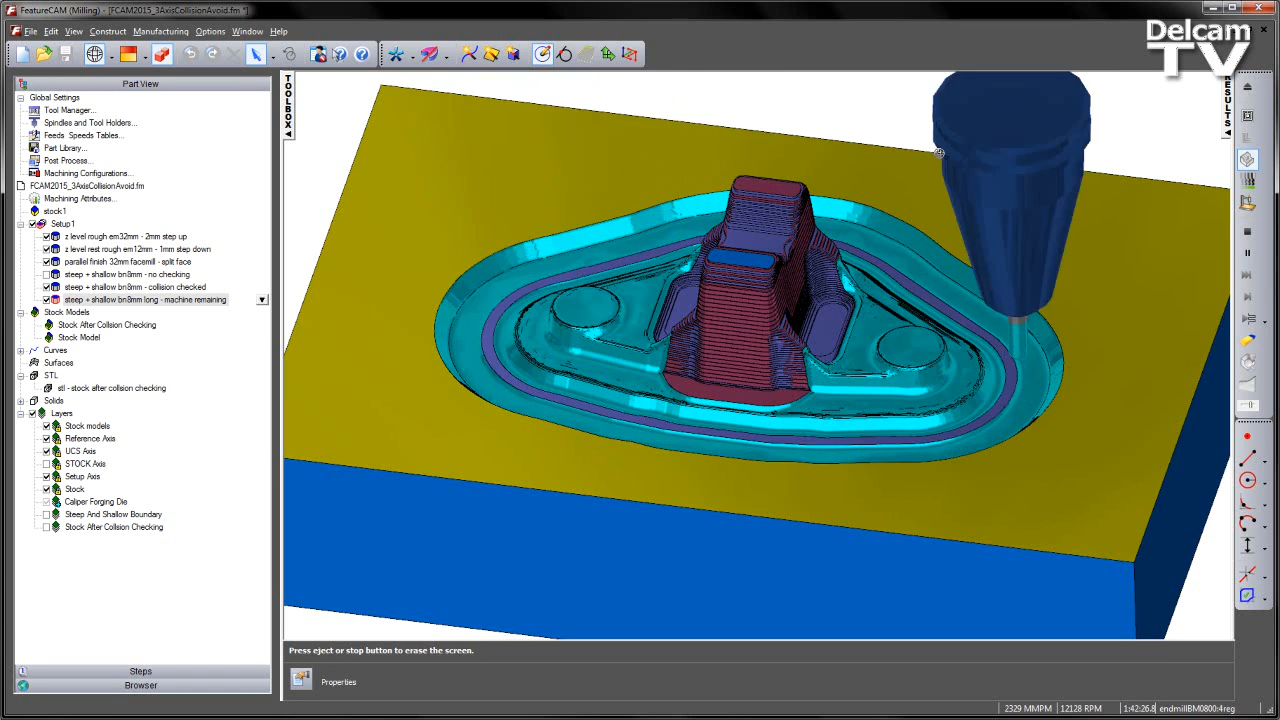 FeatureCAM (Milling) - [FCAM2015_3AxisCollisionAvoid.fm *]
File Edit View Construct Manufacturing Options Window Help
Delcam
TV
Part View
Global Settings
Tool Manager...
Spindles and Tool Holders...
Feeds Speeds Tables...
Part Library...
Post Process...
Machining Configurations...
FCAM2015_3AxisCollisionAvoid.fm
Machining Attributes...
stock1
Setup1
z level rough em32mm - 2mm step up
z level rest rough em12mm - 1mm step down
parallel finish 32mm facemill - split face
steep + shallow bn8mm - no checking
steep + shallow bn8mm - collision checked
steep + shallow bn8mm long - machine remaining
Stock Models
Stock After Collision Checking
Stock Model
Curves
Surfaces
STL
stl - stock after collision checking
Solids
Layers
Stock models
Reference Axis
UCS Axis
STOCK Axis
Setup Axis
Stock
Caliper Forging Die
Steep And Shallow Boundary
Stock After Collsion Checking
Steps
Browser
TOOLBOX
RESULTS
Press eject or stop button to erase the screen.
Properties
2329 MMPM 12128 RPM 1:42:26.8 endmillBM0800:4reg